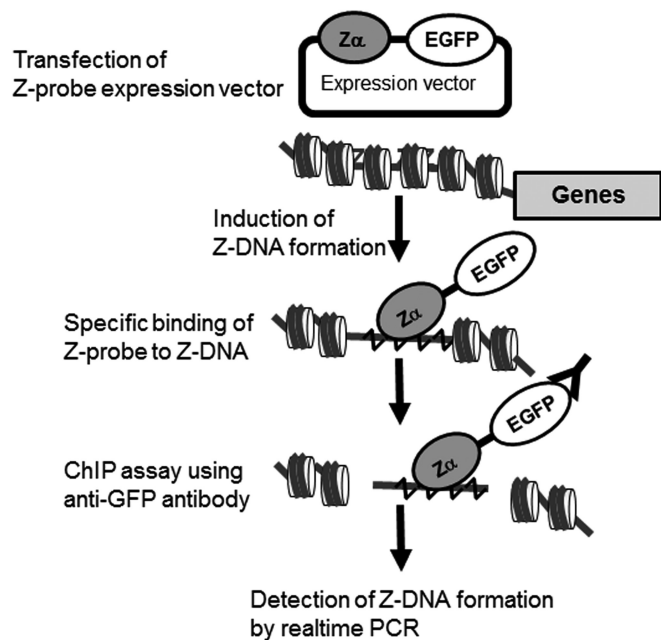 Zα
EGFP
Transfection of
Z-probe expression vector
Expression vector
Genes
Induction of
Z-DNA formation
EGFP
Zα
Specific binding of
Z-probe to Z-DNA
EGFP
Zα
ChIP assay using
anti-GFP antibody
Detection of Z-DNA formation
by realtime PCR